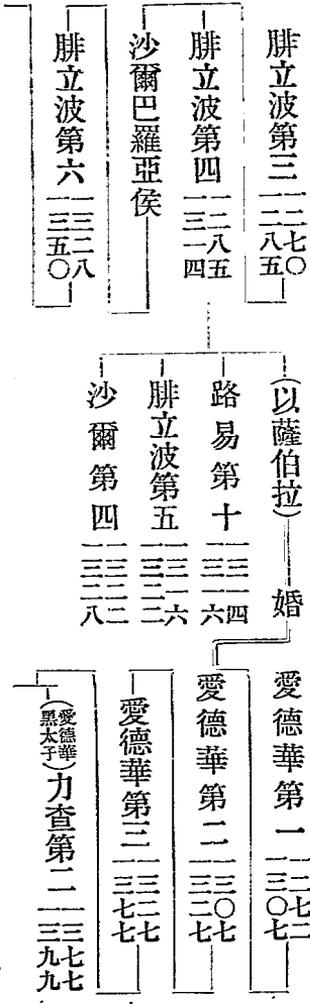 腓立波第三 一二七〇 一二八五
腓立波第四 一二八五 一三一四
沙爾巴羅亞侯
腓立波第六 一三二八 一三五〇
(以薩伯拉) 婚
路易第十 一三一四 一三一六
腓立波第五 一三一六 一三二二
沙爾第四 一三二二 一三二八
愛德華第一 一二七二 一三〇七
愛德華第二 一三〇七 一三二七
愛德華第三 一三二七 一三七七
(愛德華黑太子) 力查第二 一三七七 一三九九